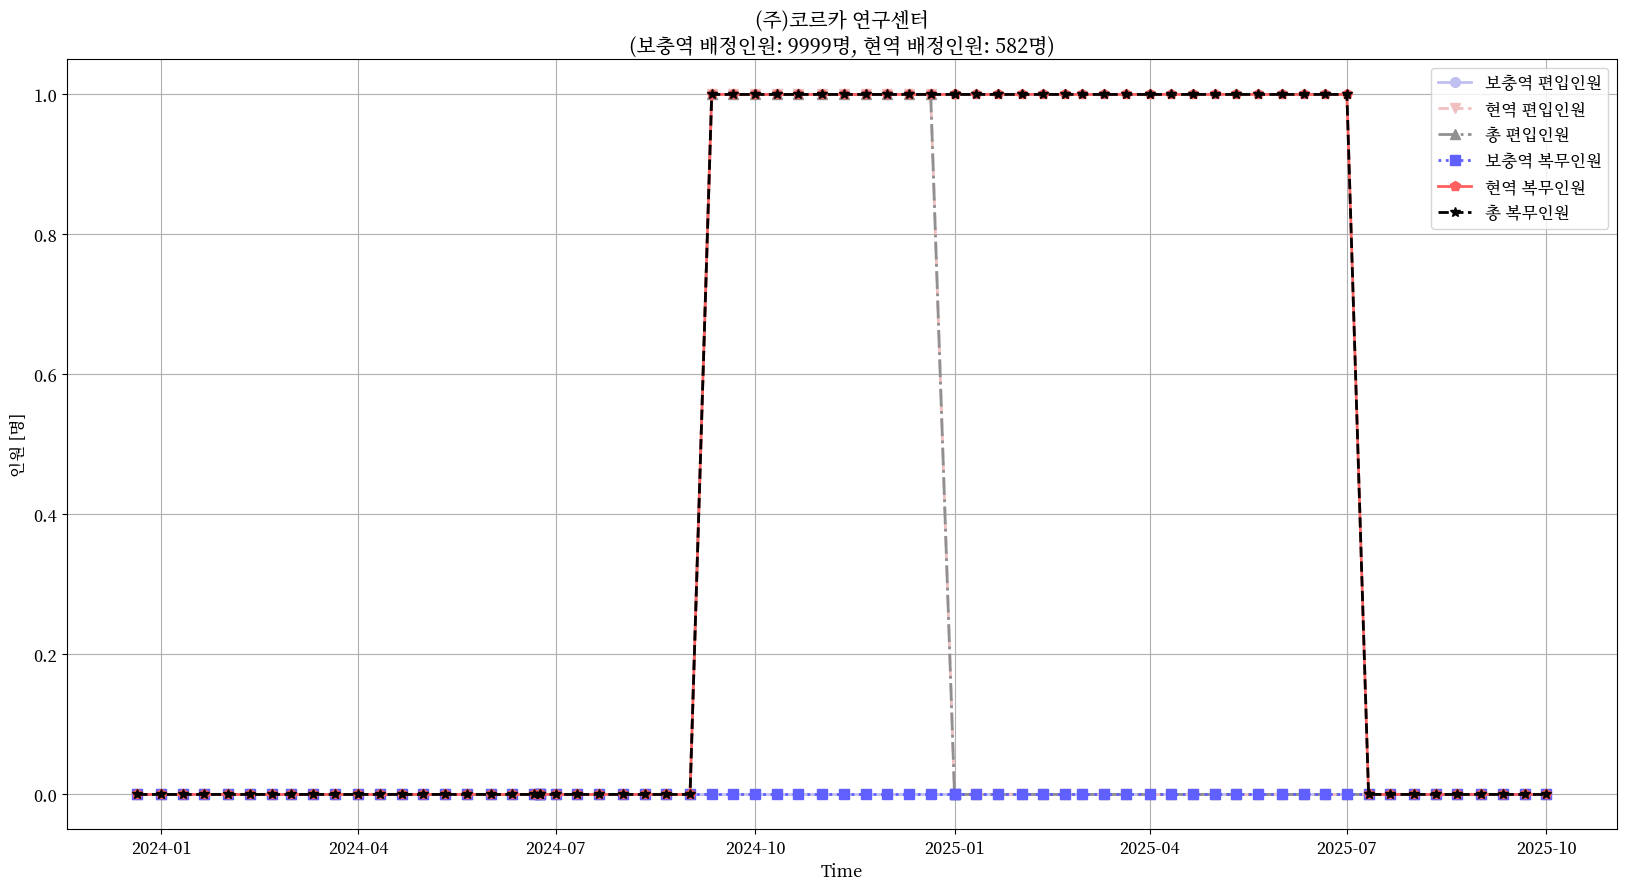 (주)코르카 연구센터
(보충역 배정인원: 9999명, 현역 배정인원: 582명)
보충역 편입인원
현역 편입인원
총 편입인원
보충역 복무인원
현역 복무인원
총 복무인원
인원 [명]
1.0
0.8
0.6
0.4
0.2
0.0
2024-01
2024-04
2024-07
2024-10
2025-01
2025-04
2025-07
2025-10
Time